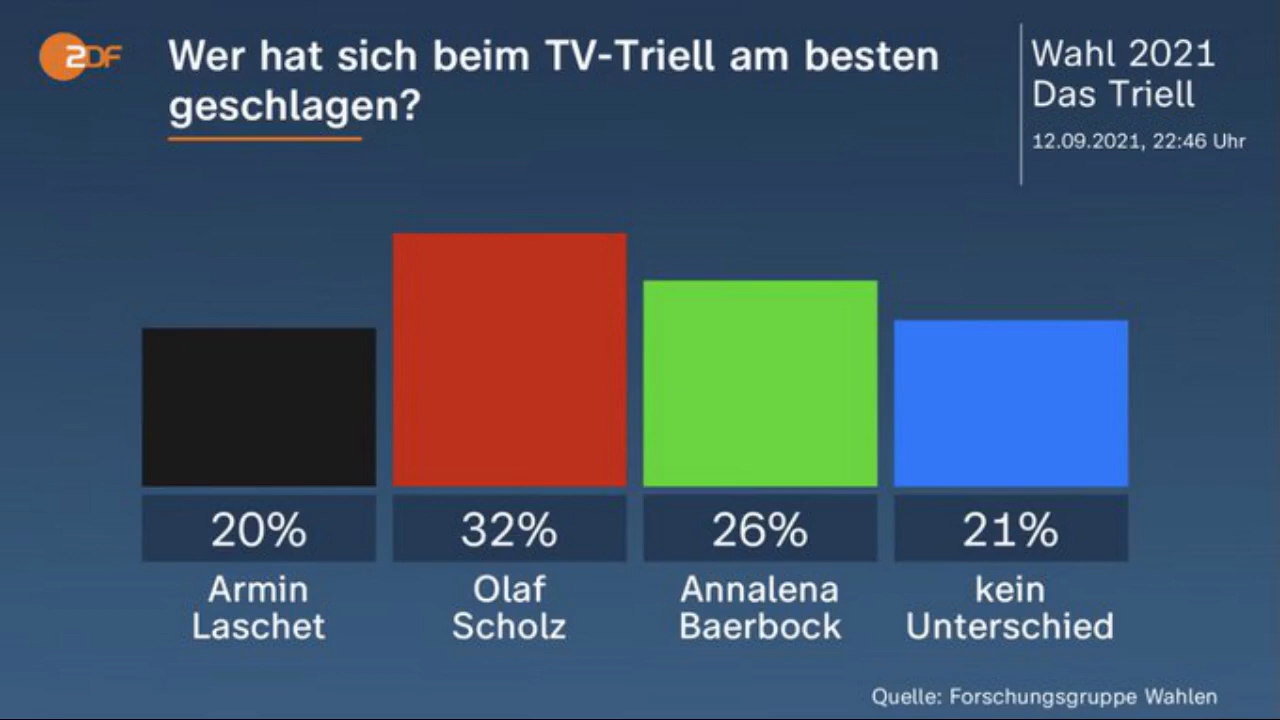 ZDF
Wer hat sich beim TV-Triell am besten
geschlagen?
Wahl 2021
Das Triell
12.09.2021, 22:46 Uhr
20%
32%
26%
21%
Armin
Laschet
Olaf
Scholz
Annalena
Baerbock
kein
Unterschied
Quelle: Forschungsgruppe Wahlen